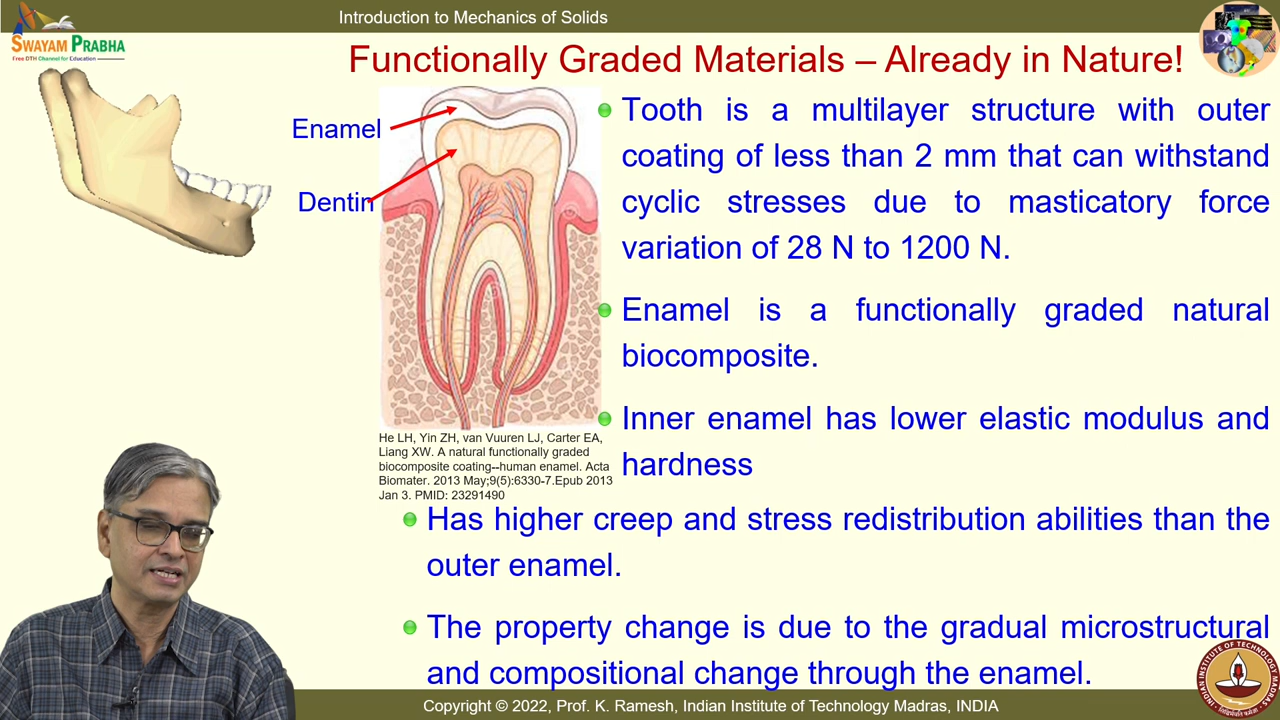 Introduction to Mechanics of Solids
SWAYAM PRABHA
Free DTH Channel for Education
Functionally Graded Materials – Already in Nature!
Enamel
Dentin
Tooth is a multilayer structure with outer
coating of less than 2 mm that can withstand
cyclic stresses due to masticatory force
variation of 28 N to 1200 N.
Enamel is a functionally graded natural
biocomposite.
Inner enamel has lower elastic modulus and
hardness
He LH, Yin ZH, van Vuuren LJ, Carter EA,
Liang XW. A natural functionally graded
biocomposite coating--human enamel. Acta
Biomater. 2013 May;9(5):6330-7.Epub 2013
Jan 3. PMID: 23291490
Has higher creep and stress redistribution abilities than the
outer enamel.
The property change is due to the gradual microstructural
and compositional change through the enamel.
INDIAN INSTITUTE OF TECHNOLOGY MADRAS
Copyright © 2022, Prof. K. Ramesh, Indian Institute of Technology Madras, INDIA